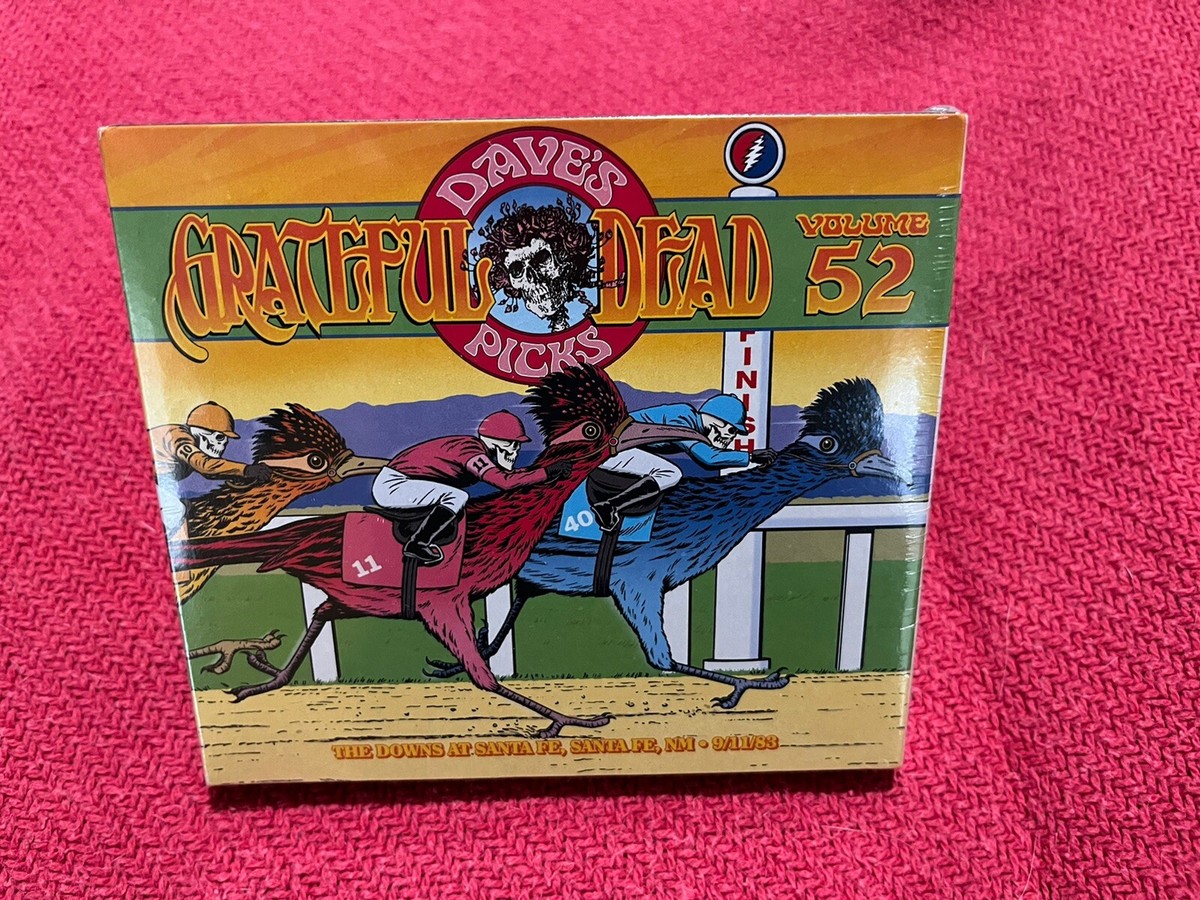 DAVE'S
GRATEFUL DEAD
PICKS
VOLUME
52
FINISH
11
40
THE DOWNS AT SANTA FE, SANTA FE, NM • 9/11/83